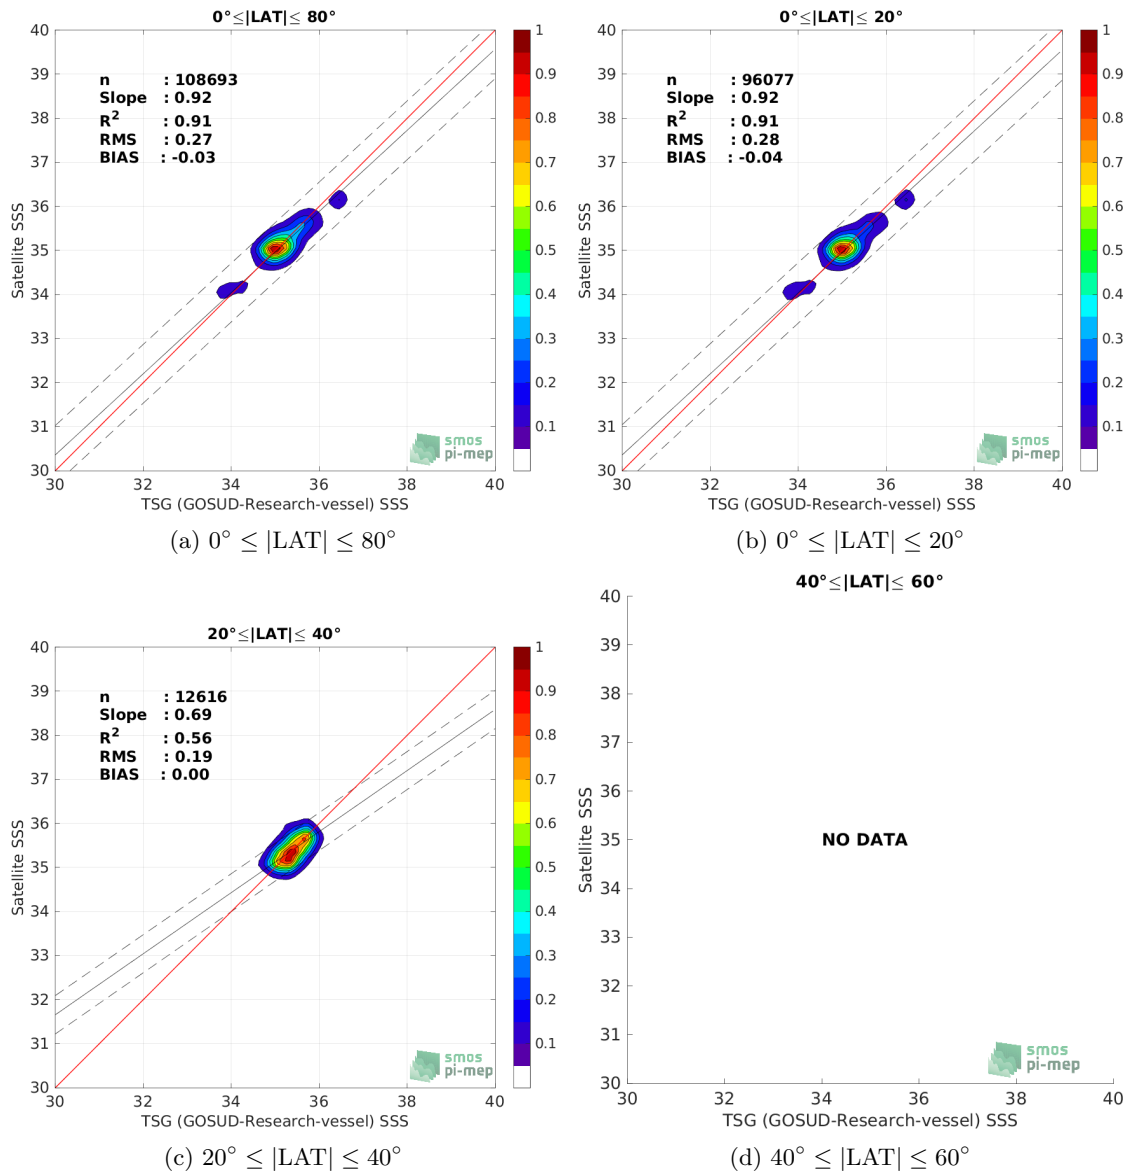 0°≤|LAT|≤ 80°
40
39
38
37
36
35
34
33
32
31
30
Satellite SSS
n : 108693
Slope : 0.92
R2 : 0.91
RMS : 0.27
BIAS : -0.03
smos
pi-mep
30 32 34 36 38 40
TSG (GOSUD-Research-vessel) SSS
1
0.9
0.8
0.7
0.6
0.5
0.4
0.3
0.2
0.1
(a) 0° ≤ |LAT| ≤ 80°
0°≤|LAT|≤ 20°
40
39
38
37
36
35
34
33
32
31
30
Satellite SSS
n : 96077
Slope : 0.92
R2 : 0.91
RMS : 0.28
BIAS : -0.04
smos
pi-mep
30 32 34 36 38 40
TSG (GOSUD-Research-vessel) SSS
1
0.9
0.8
0.7
0.6
0.5
0.4
0.3
0.2
0.1
(b) 0° ≤ |LAT| ≤ 20°
20°≤|LAT|≤ 40°
40
39
38
37
36
35
34
33
32
31
30
Satellite SSS
n : 12616
Slope : 0.69
R2 : 0.56
RMS : 0.19
BIAS : 0.00
smos
pi-mep
30 32 34 36 38 40
TSG (GOSUD-Research-vessel) SSS
1
0.9
0.8
0.7
0.6
0.5
0.4
0.3
0.2
0.1
(c) 20° ≤ |LAT| ≤ 40°
40°≤|LAT|≤ 60°
40
39
38
37
36
35
34
33
32
31
30
Satellite SSS
NO DATA
smos
pi-mep
30 32 34 36 38 40
TSG (GOSUD-Research-vessel) SSS
(d) 40° ≤ |LAT| ≤ 60°